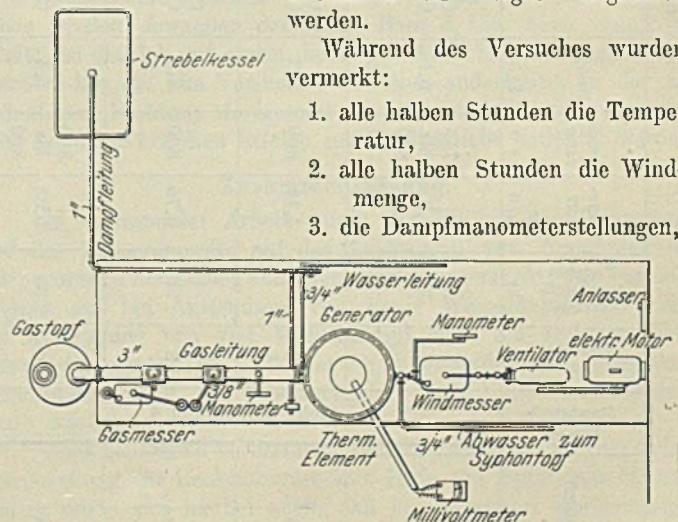 werden.
Während des Versuches wurden
vermerkt:
1. alle halben Stunden die Tempe-
ratur,
2. alle halben Stunden die Wind-
menge,
3. die Dampfmanometerstellungen,
Strebelkessel
1"
Dampfleitung
3/4"
Wasserleitung
1"
Generator
Manometer
Anlasser
elektr. Motor
Ventilator
Gastopf
3"
Gasleitung
3/8"
Manometer
Gasmesser
Windmesser
Therm.
Element
3/4" Abwasser zum
Syphontopf
Millivoltmeter